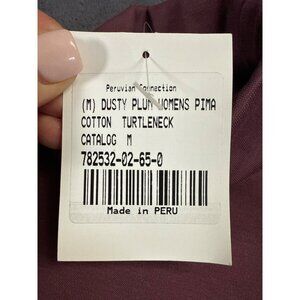 Peruvian Connection
(M) DUSTY PLUM WOMENS PIMA
COTTON TURTLENECK
CATALOG M
782532-02-65-0
Made in PERU